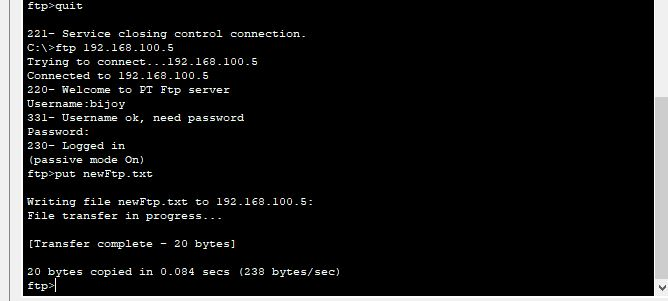 ftp>quit
221- Service closing control connection.
C:\>ftp 192.168.100.5
Trying to connect...192.168.100.5
Connected to 192.168.100.5
220- Welcome to PT Ftp server
Username:bijoy
331- Username ok, need password
Password:
230- Logged in
(passive mode On)
ftp>put newFtp.txt
Writing file newFtp.txt to 192.168.100.5:
File transfer in progress...
[Transfer complete - 20 bytes]
20 bytes copied in 0.084 secs (238 bytes/sec)
ftp>